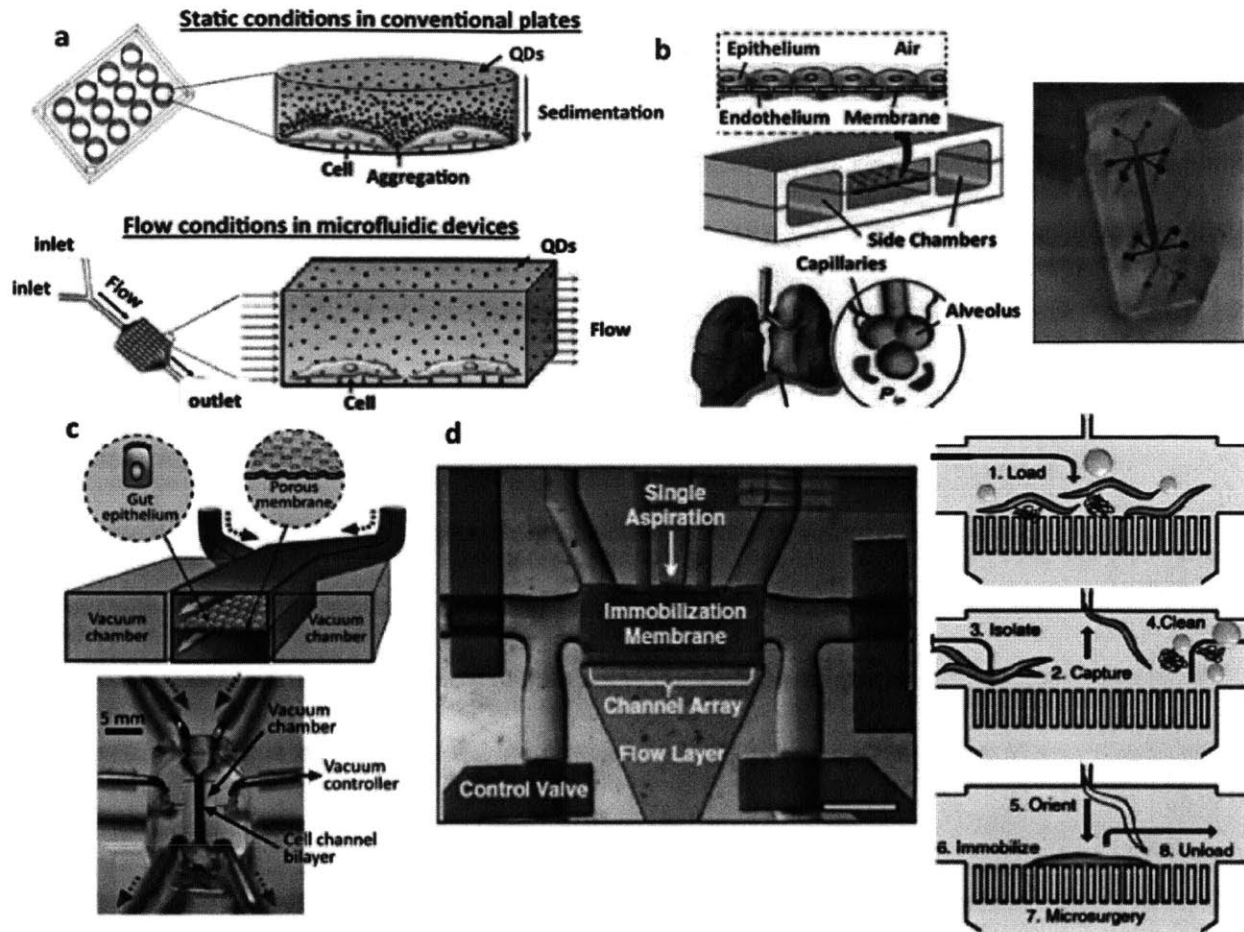 a
Static conditions in conventional plates
QDs
Sedimentation
Cell
Aggregation
Flow conditions in microfluidic devices
QDs
inlet
inlet
Flow
Flow
outlet
Cell
b
Epithelium
Air
Endothelium
Membrane
Side Chambers
Capillaries
Alveolus
c
Gut
epithelium
Porous
membrane
Vacuum
chamber
Vacuum
chamber
5 mm
Vacuum
chamber
Vacuum
controller
Cell channel
bilayer
d
Single
Aspiration
Immobilization
Membrane
Channel Array
Flow Layer
Control Valve
1. Load
3. Isolate
4.Clean
2. Capture
5. Orient
6. Immobilize
8. Unload
7. Microsurgery